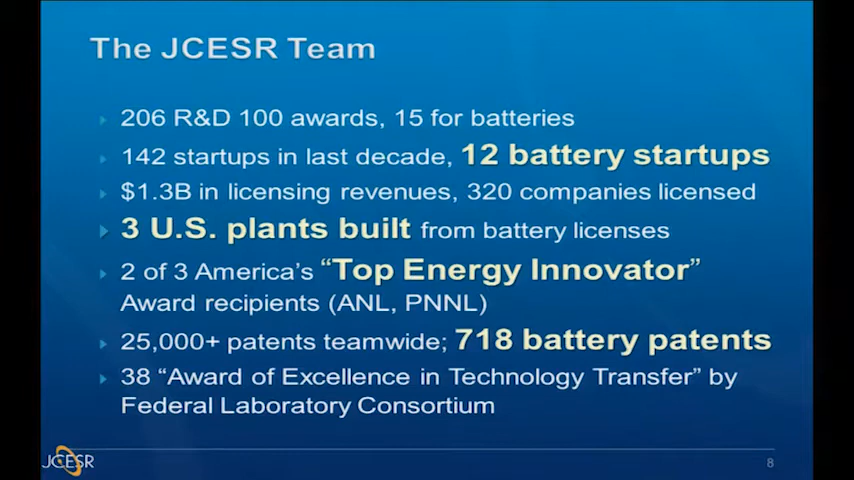 The JCESR Team
206 R&D 100 awards, 15 for batteries
142 startups in last decade, 12 battery startups
$1.3B in licensing revenues, 320 companies licensed
3 U.S. plants built from battery licenses
2 of 3 America's “Top Energy Innovator”
Award recipients (ANL, PNNL)
25,000+ patents teamwide; 718 battery patents
38 “Award of Excellence in Technology Transfer” by
Federal Laboratory Consortium
JCESR
8